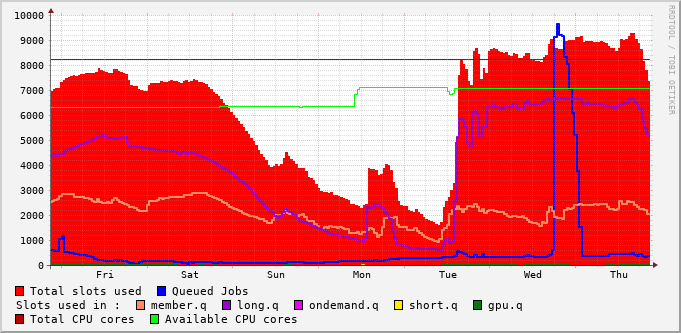 RRDTOOL / TOBI OETIKER
10000
9000
8000
7000
6000
5000
4000
3000
2000
1000
0
Fri Sat Sun Mon Tue Wed Thu
Total slots used Queued Jobs
Slots used in : member.q long.q ondemand.q short.q gpu.q
Total CPU cores Available CPU cores